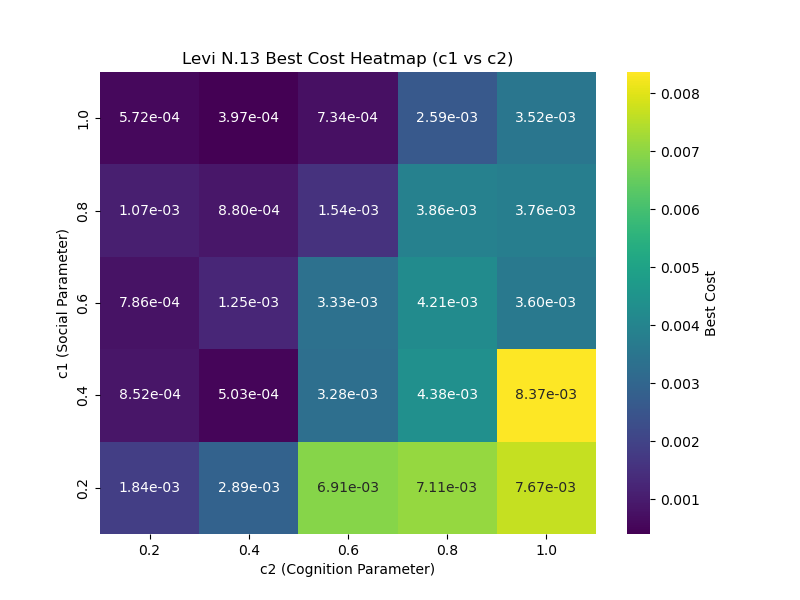 Levi N.13 Best Cost Heatmap (c1 vs c2)
c1 (Social Parameter)
1.0 5.72e-04 3.97e-04 7.34e-04 2.59e-03 3.52e-03
0.8 1.07e-03 8.80e-04 1.54e-03 3.86e-03 3.76e-03
0.6 7.86e-04 1.25e-03 3.33e-03 4.21e-03 3.60e-03
0.4 8.52e-04 5.03e-04 3.28e-03 4.38e-03 8.37e-03
0.2 1.84e-03 2.89e-03 6.91e-03 7.11e-03 7.67e-03
0.2 0.4 0.6 0.8 1.0
c2 (Cognition Parameter)
0.008
0.007
0.006
0.005
0.004
0.003
0.002
0.001
Best Cost